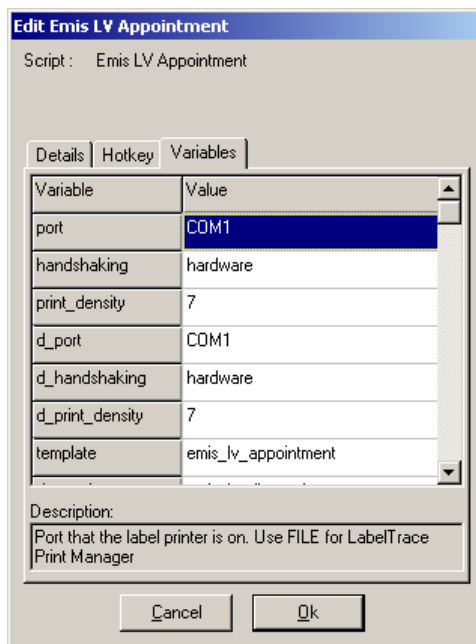 Edit Emis LV Appointment
Script : Emis LV Appointment
Details Hotkey Variables
Variable Value
port COM1
handshaking hardware
print_density 7
d_port COM1
d_handshaking hardware
d_print_density 7
template emis_lv_appointment
Description:
Port that the label printer is on. Use FILE for LabelTrace
Print Manager
Cancel Ok